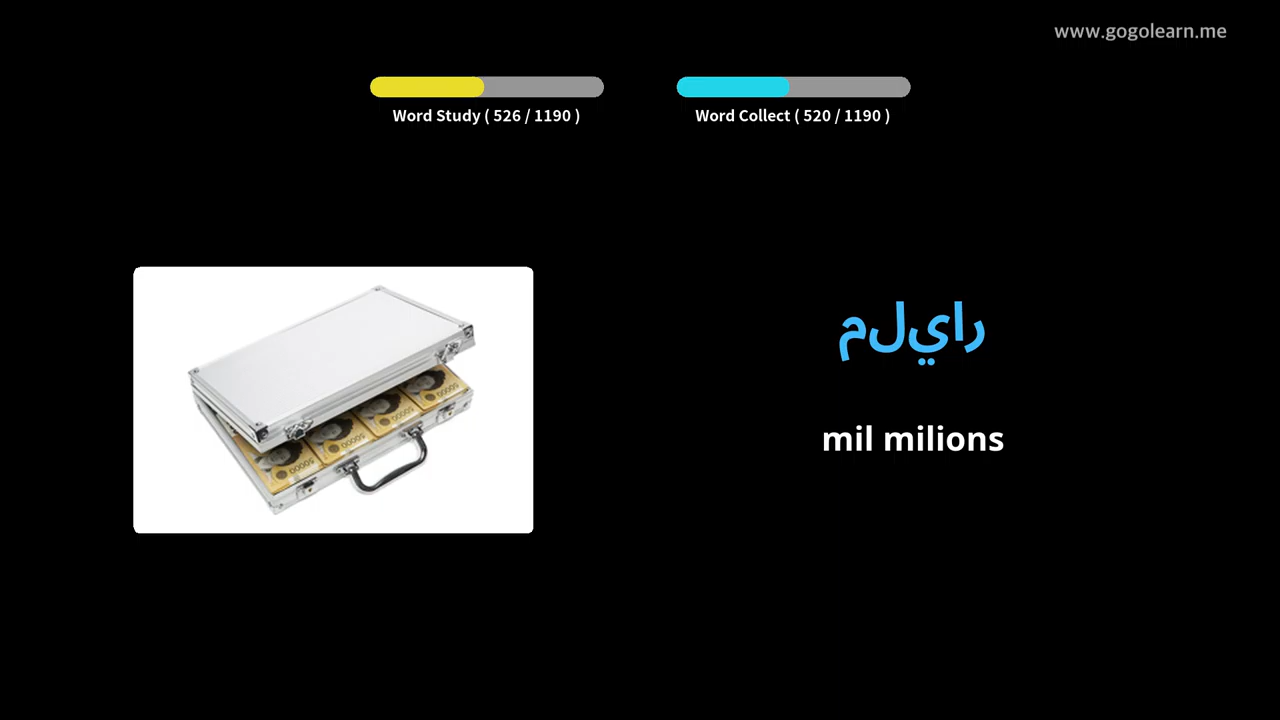 www.gogolearn.me
Word Study ( 526 / 1190 )
Word Collect ( 520 / 1190 )
مليار
mil milions